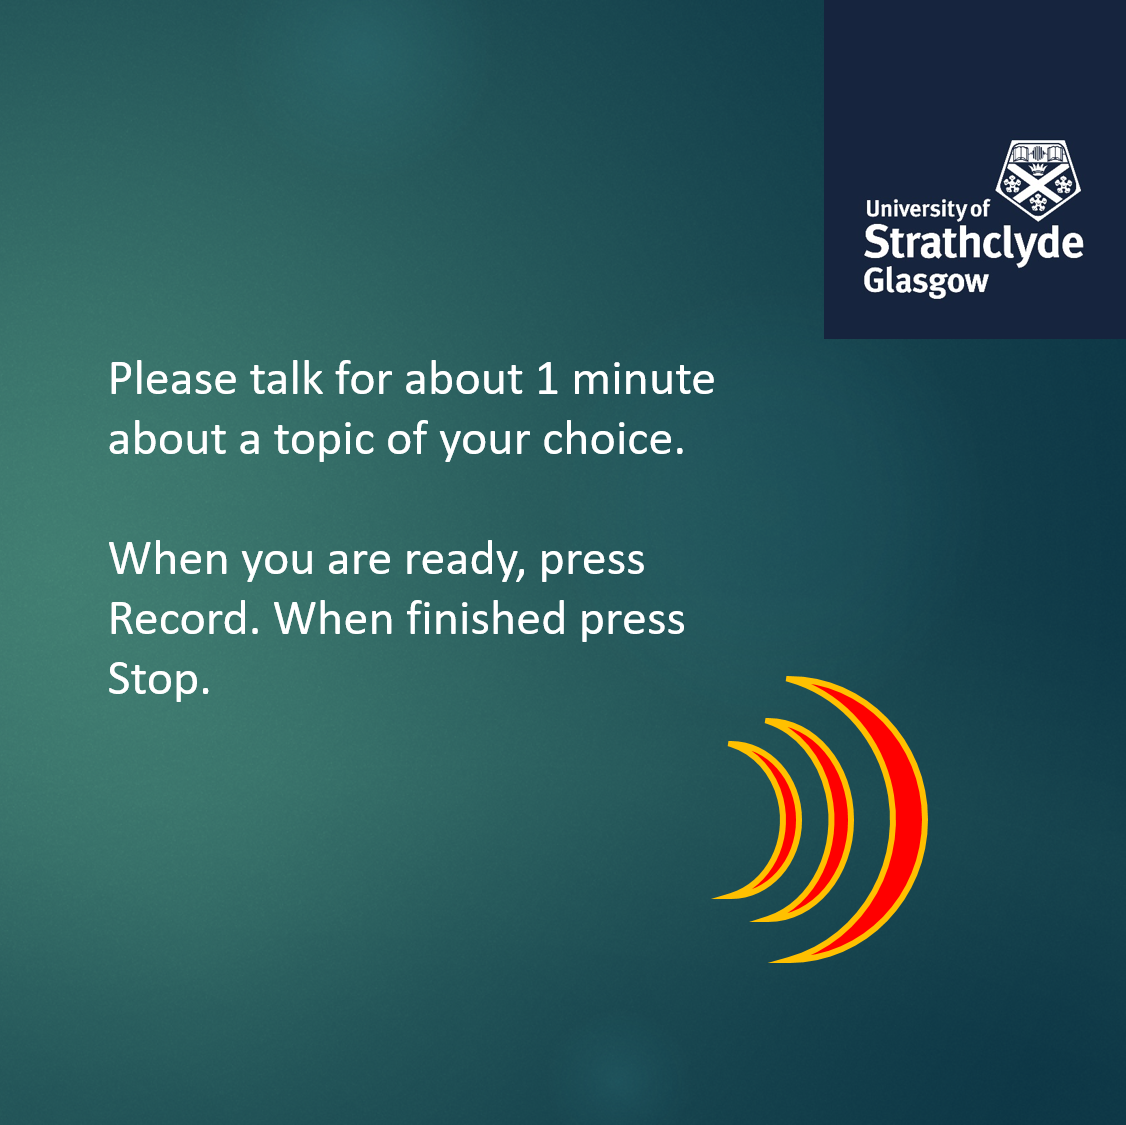 University of
Strathclyde
Glasgow
Please talk for about 1 minute
about a topic of your choice.
When you are ready, press
Record. When finished press
Stop.